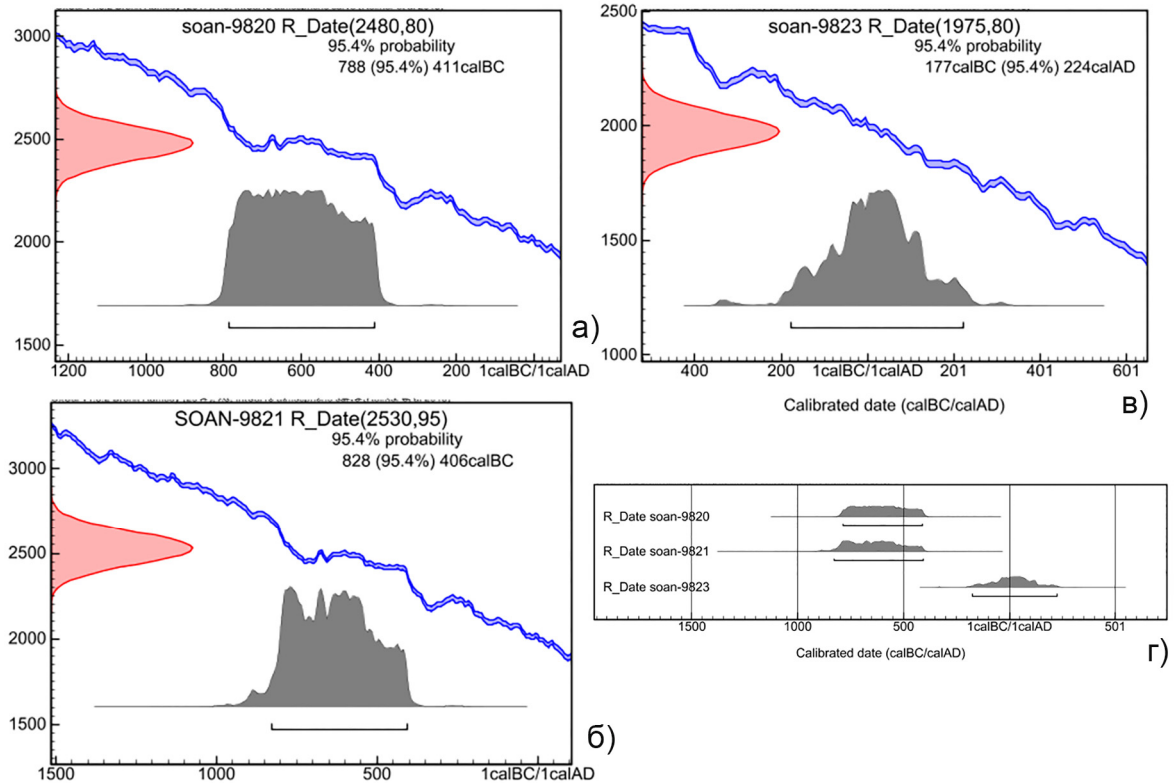 soan-9820 R_Date(2480,80)
95.4% probability
788 (95.4%) 411calBC
3000
2500
2000
1500
1200 1000 800 600 400 200 1calBC/1calAD
а)
soan-9823 R_Date(1975,80)
95.4% probability
177calBC (95.4%) 224calAD
2500
2000
1500
1000
400 200 1calBC/1calAD 201 401 601
Calibrated date (calBC/calAD)
в)
SOAN-9821 R_Date(2530,95)
95.4% probability
828 (95.4%) 406calBC
3000
2500
2000
1500
1500 1000 500 1calBC/1calAD
б)
R_Date soan-9820
R_Date soan-9821
R_Date soan-9823
1500 1000 500 1calBC/1calAD 501
Calibrated date (calBC/calAD)
г)